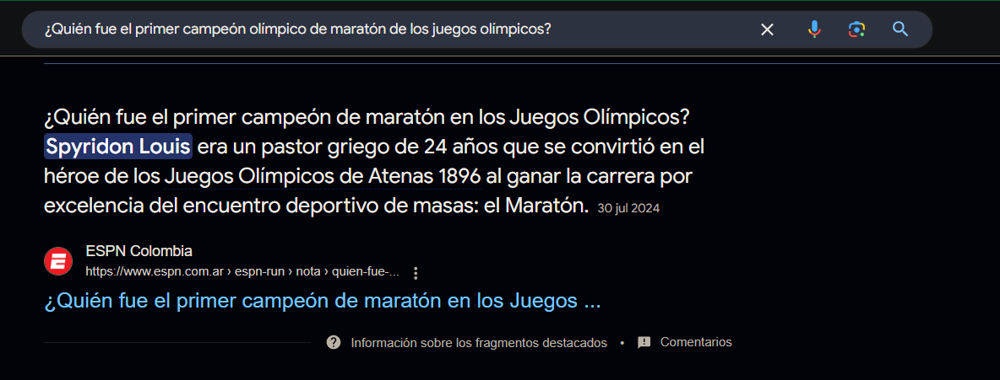 ¿Quién fue el primer campeón olímpico de maratón de los juegos olímpicos?
¿Quién fue el primer campeón de maratón en los Juegos Olímpicos?
Spyridon Louis era un pastor griego de 24 años que se convirtió en el
héroe de los Juegos Olímpicos de Atenas 1896 al ganar la carrera por
excelencia del encuentro deportivo de masas: el Maratón. 30 jul 2024
ESPN Colombia
https://www.espn.com.ar › espn-run › nota › quien-fue-...
¿Quién fue el primer campeón de maratón en los Juegos ...
Información sobre los fragmentos destacados • Comentarios